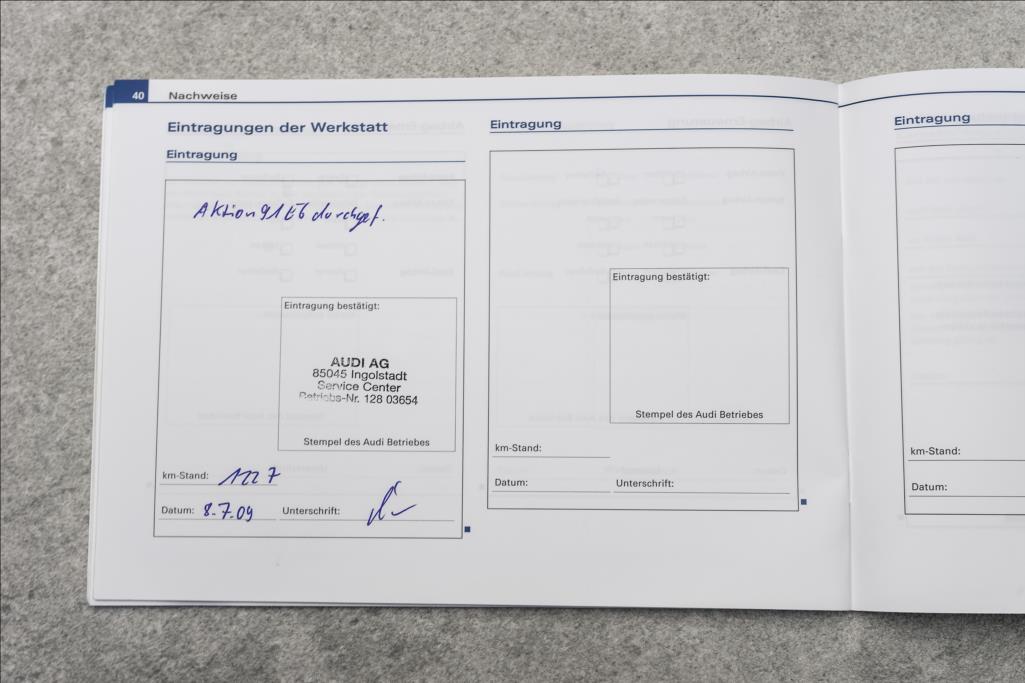 40 Nachweise
Eintragungen der Werkstatt
Eintragung
Aktion 91E6 durchgef.
Eintragung bestätigt:
AUDI AG
85045 Ingolstadt
Service Center
Betriebs-Nr. 128 03654
Stempel des Audi Betriebes
km-Stand: 1227
Datum: 8.7.09 Unterschrift:
Eintragung
Eintragung bestätigt:
Stempel des Audi Betriebes
km-Stand:
Datum: Unterschrift:
Eintragung
km-Stand:
Datum: